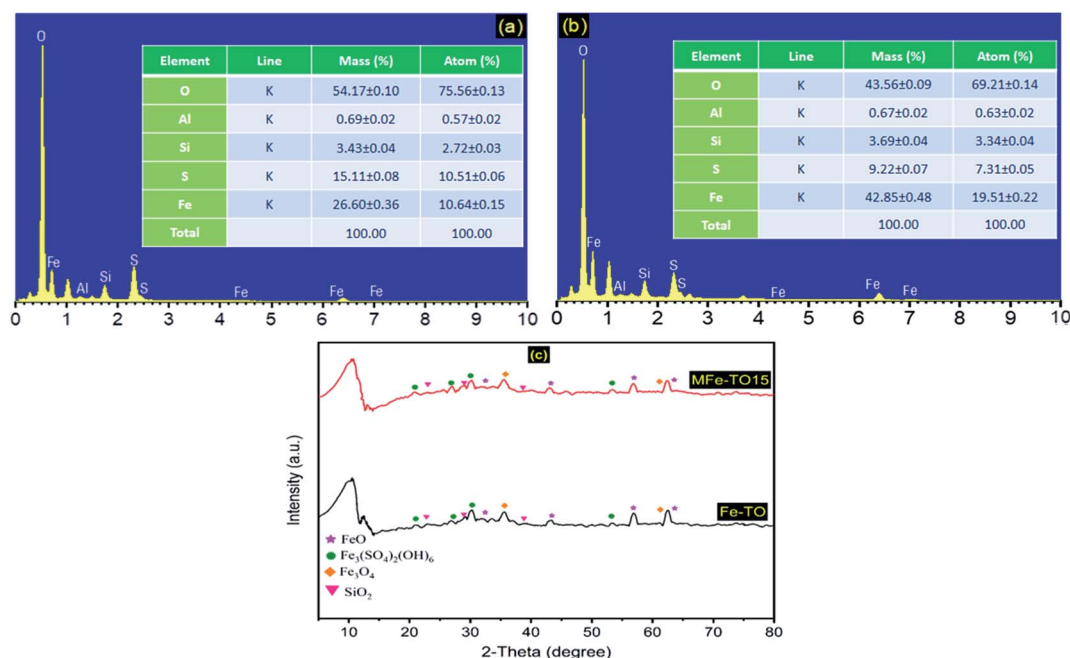 (a)
O
Element Line Mass (%) Atom (%)
O K 54.17±0.10 75.56±0.13
Al K 0.69±0.02 0.57±0.02
Si K 3.43±0.04 2.72±0.03
S K 15.11±0.08 10.51±0.06
Fe K 26.60±0.36 10.64±0.15
Total 100.00 100.00
Fe Al Si S S Fe Fe Fe
0 1 2 3 4 5 6 7 8 9 10
(b)
O
Element Line Mass (%) Atom (%)
O K 43.56±0.09 69.21±0.14
Al K 0.67±0.02 0.63±0.02
Si K 3.69±0.04 3.34±0.04
S K 9.22±0.07 7.31±0.05
Fe K 42.85±0.48 19.51±0.22
Total 100.00 100.00
Fe Al Si S S Fe Fe Fe
0 1 2 3 4 5 6 7 8 9 10
(c)
MFe-TO15
Fe-TO
Intensity (a.u.)
FeO
Fe₃(SO₄)₂(OH)₆
Fe₃O₄
SiO₂
10 20 30 40 50 60 70 80
2-Theta (degree)